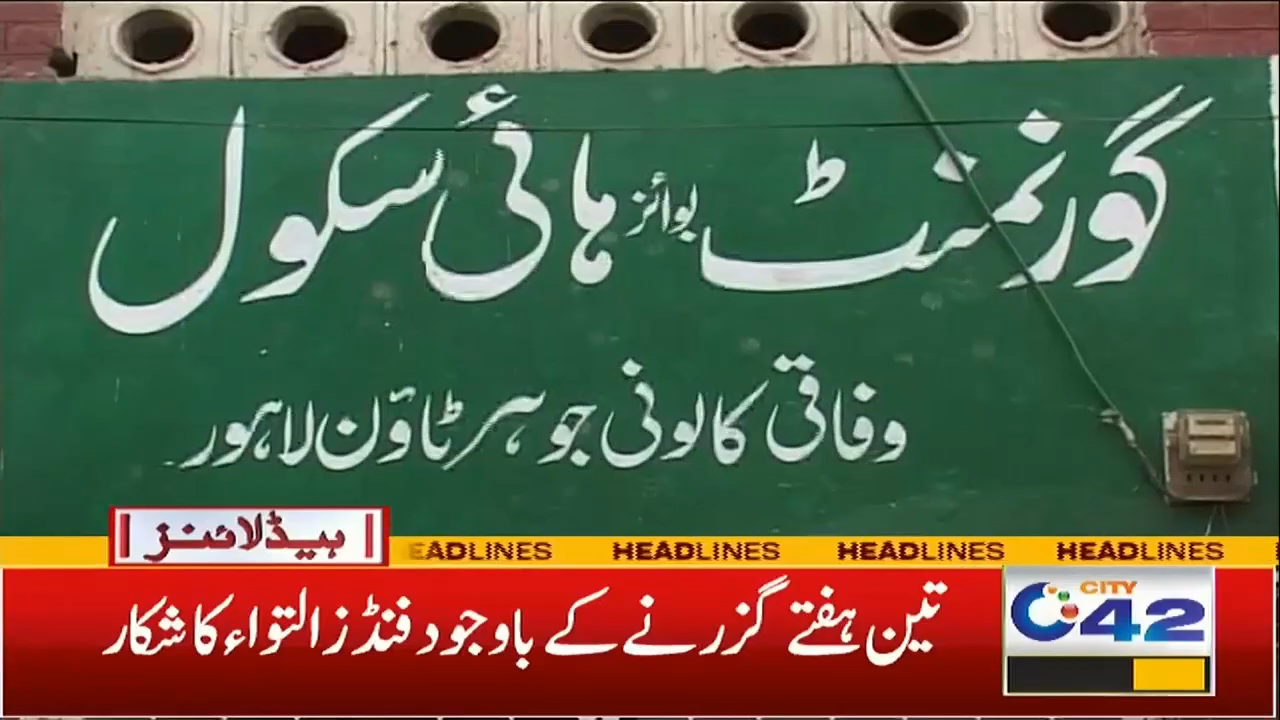 گورنمنٹ بوائز ہائی سکول
وفاقی کالونی جوہر ٹاؤن لاہور
ہیڈلائنز
EADLINES HEADLINES HEADLINES HEADLINES
تین ہفتے گزرنے کے باوجود فنڈز التواء کا شکار
CITY
42